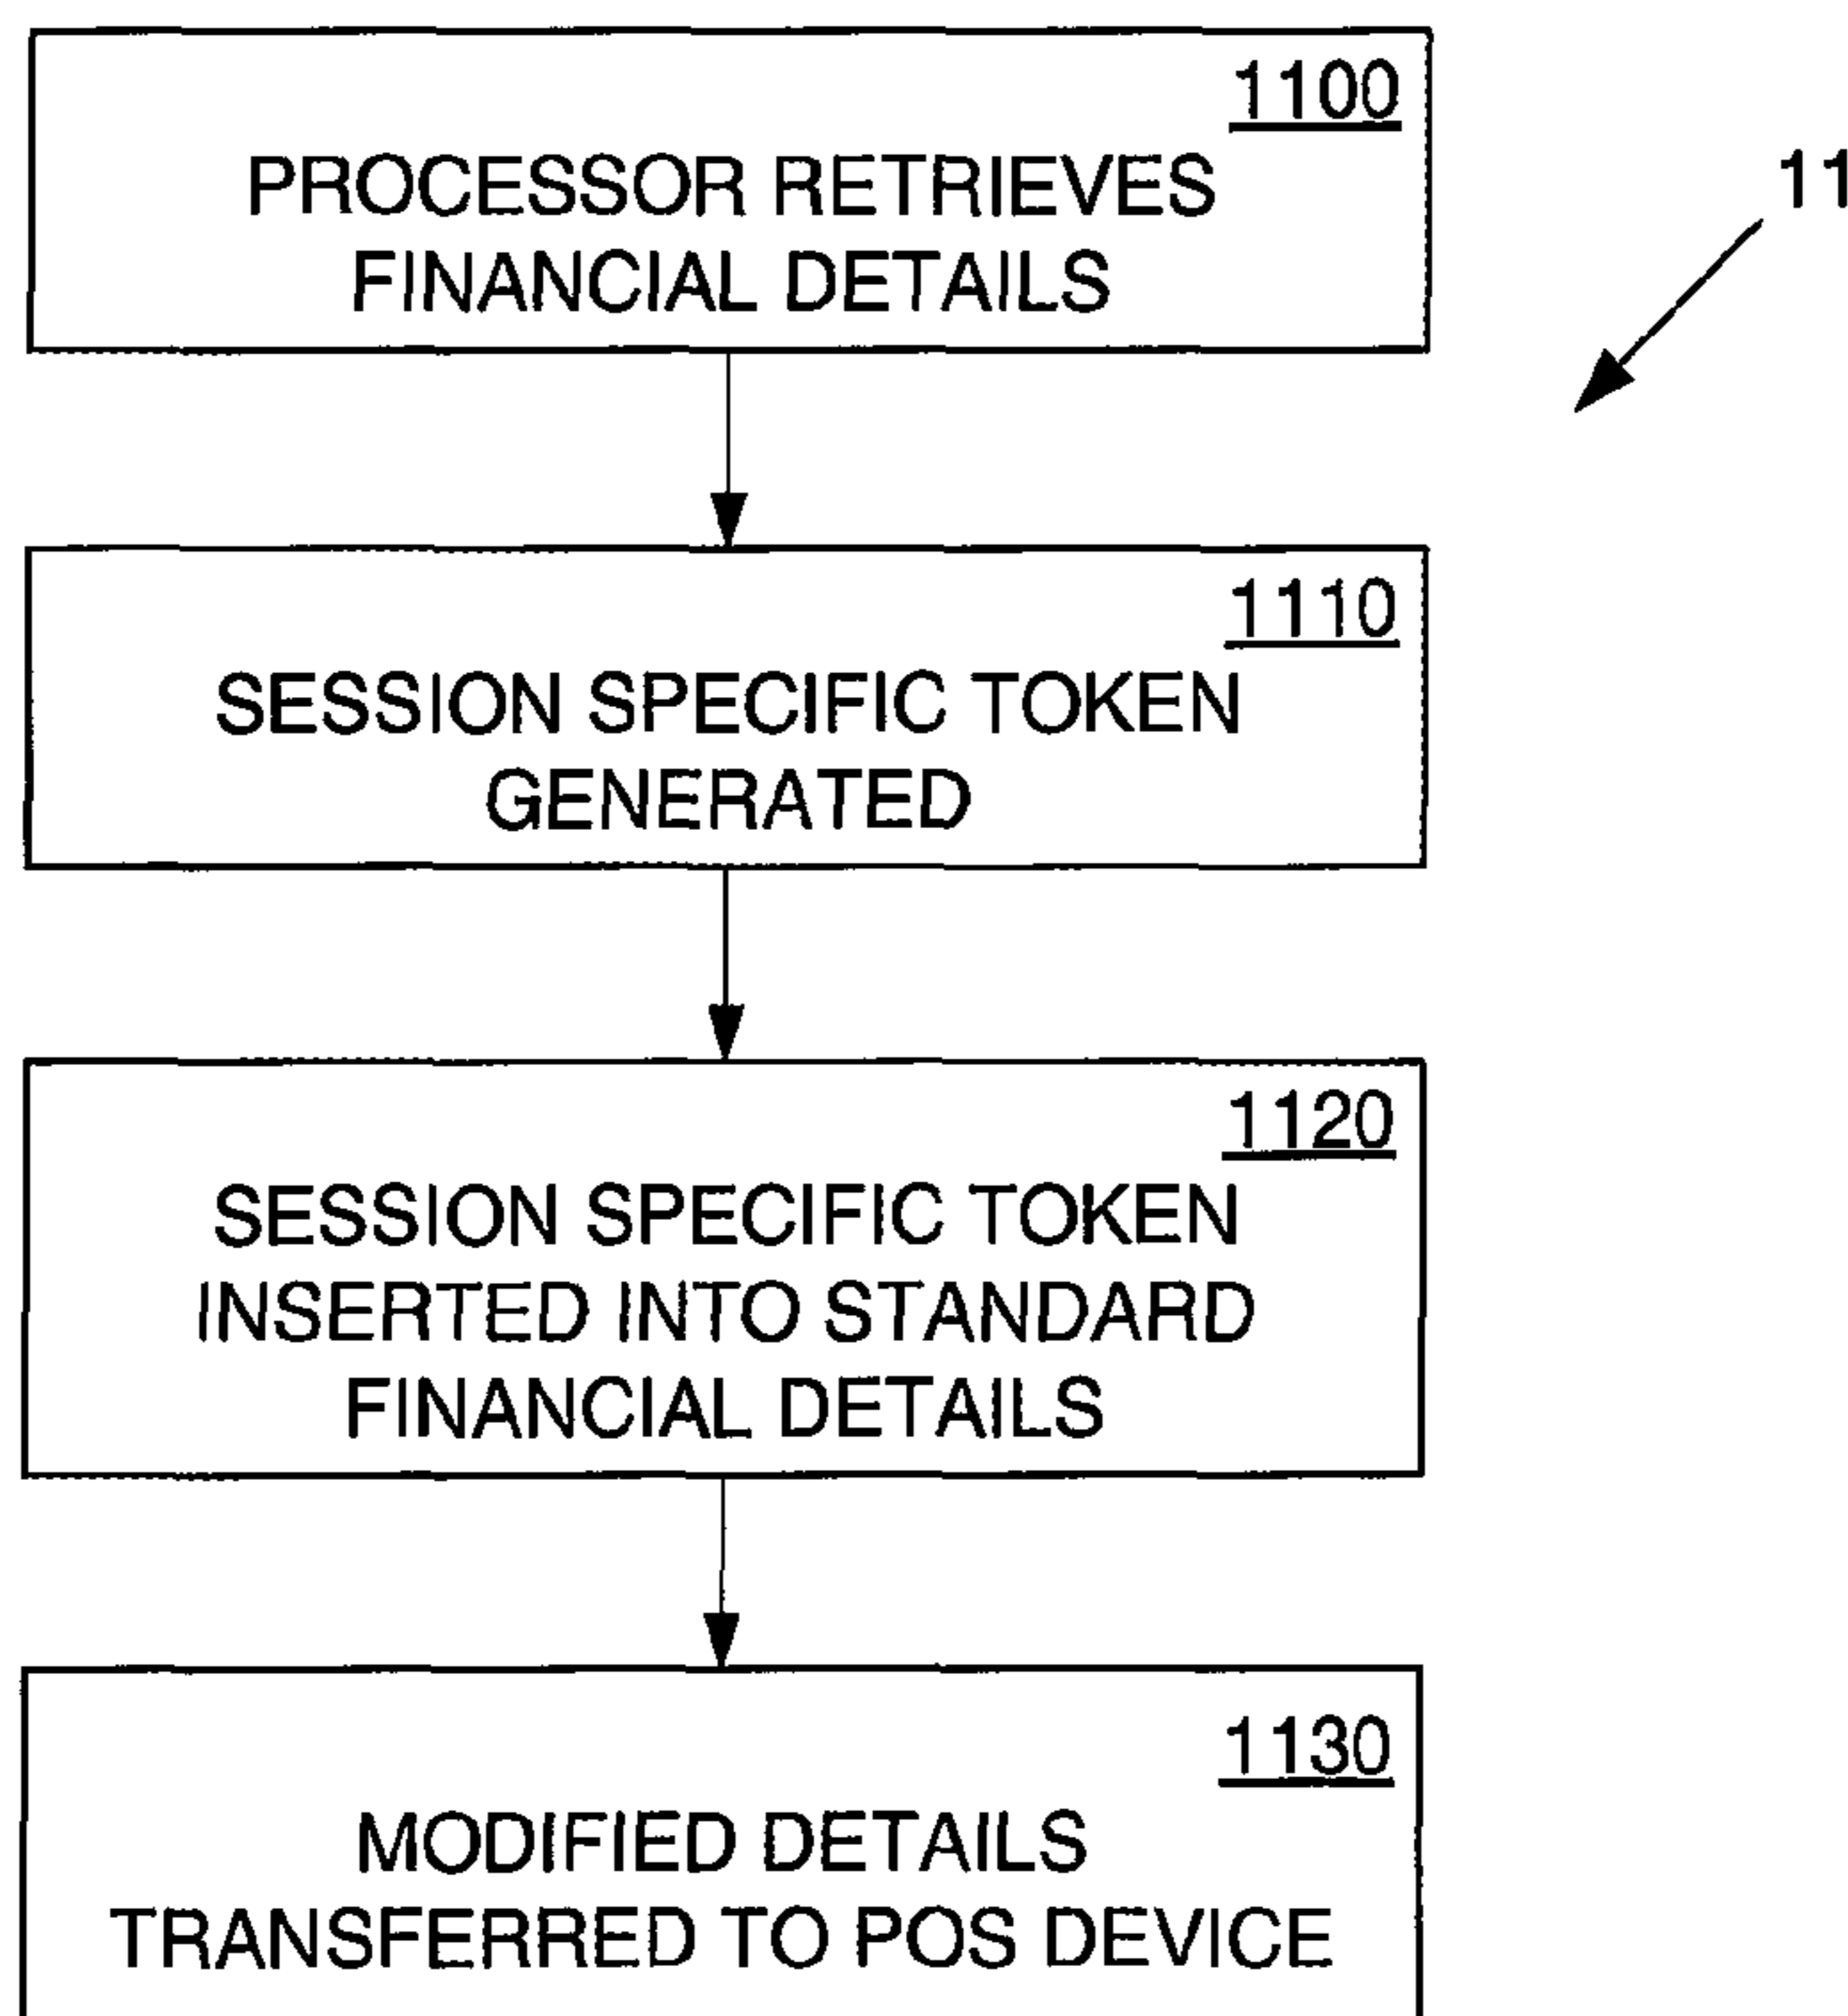 1100
PROCESSOR RETRIEVES
FINANCIAL DETAILS
11
1110
SESSION SPECIFIC TOKEN
GENERATED
1120
SESSION SPECIFIC TOKEN
INSERTED INTO STANDARD
FINANCIAL DETAILS
1130
MODIFIED DETAILS
TRANSFERRED TO POS DEVICE